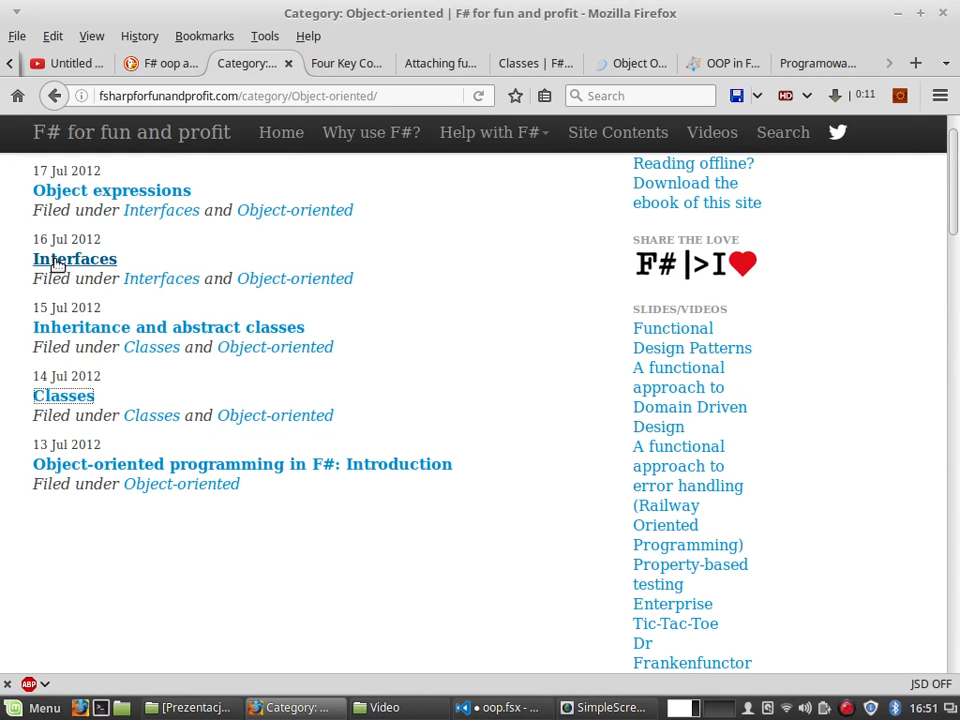 Category: Object-oriented | F# for fun and profit - Mozilla Firefox
File Edit View History Bookmarks Tools Help
Untitled ... F# oop a... Category:... Four Key Co... Attaching fu... Classes | F#... Object O... OOP in F... Programowa...
fsharpforfunandprofit.com/category/Object-oriented/ Search HD 0:11
F# for fun and profit Home Why use F#? Help with F# Site Contents Videos Search
17 Jul 2012
Object expressions
Filed under Interfaces and Object-oriented
16 Jul 2012
Interfaces
Filed under Interfaces and Object-oriented
15 Jul 2012
Inheritance and abstract classes
Filed under Classes and Object-oriented
14 Jul 2012
Classes
Filed under Classes and Object-oriented
13 Jul 2012
Object-oriented programming in F#: Introduction
Filed under Object-oriented
Reading offline?
Download the
ebook of this site
SHARE THE LOVE
F# |> I
SLIDES/VIDEOS
Functional
Design Patterns
A functional
approach to
Domain Driven
Design
A functional
approach to
error handling
(Railway
Oriented
Programming)
Property-based
testing
Enterprise
Tic-Tac-Toe
Dr
Frankenfunctor
ABP JSD OFF
Menu [Prezentacj... Category: ... Video ● oop.fsx - ... SimpleScre... 16:51